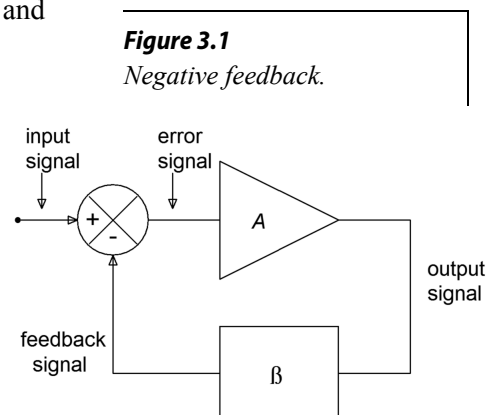 and
Figure 3.1
Negative feedback.
input
signal
error
signal
+
-
A
output
signal
feedback
signal
ß